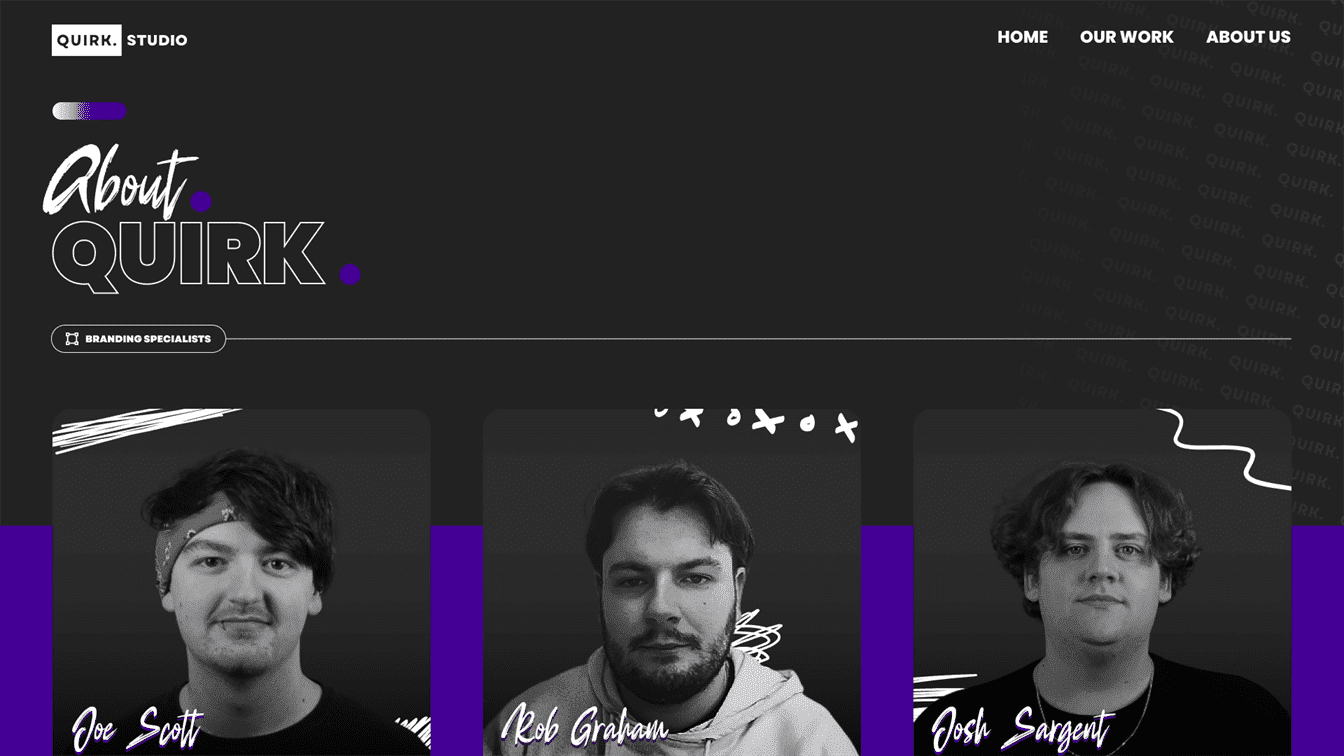 QUIRK. STUDIO
HOME OUR WORK ABOUT US
About.
QUIRK.
BRANDING SPECIALISTS
Joe Scott
Rob Graham
Josh Sargent